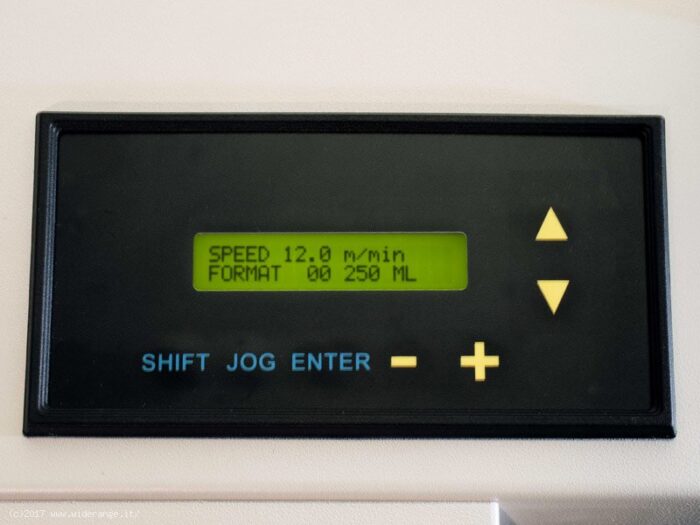 SPEED 12.0 m/min
FORMAT 00 250 ML
SHIFT JOG ENTER - +
(c)2017 www.widerange.it/